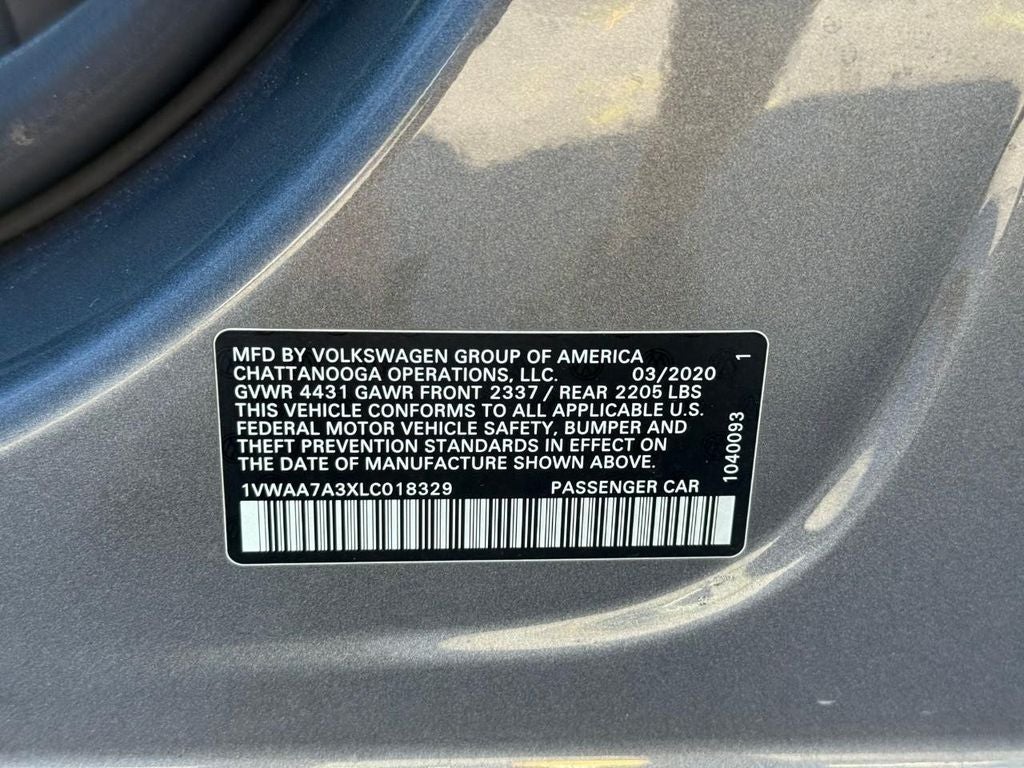 MFD BY VOLKSWAGEN GROUP OF AMERICA
CHATTANOOGA OPERATIONS, LLC. 03/2020
GVWR 4431 GAWR FRONT 2337 / REAR 2205 LBS
THIS VEHICLE CONFORMS TO ALL APPLICABLE U.S.
FEDERAL MOTOR VEHICLE SAFETY, BUMPER AND
THEFT PREVENTION STANDARDS IN EFFECT ON
THE DATE OF MANUFACTURE SHOWN ABOVE.
1VWAA7A3XLC018329 PASSENGER CAR
1040093 1